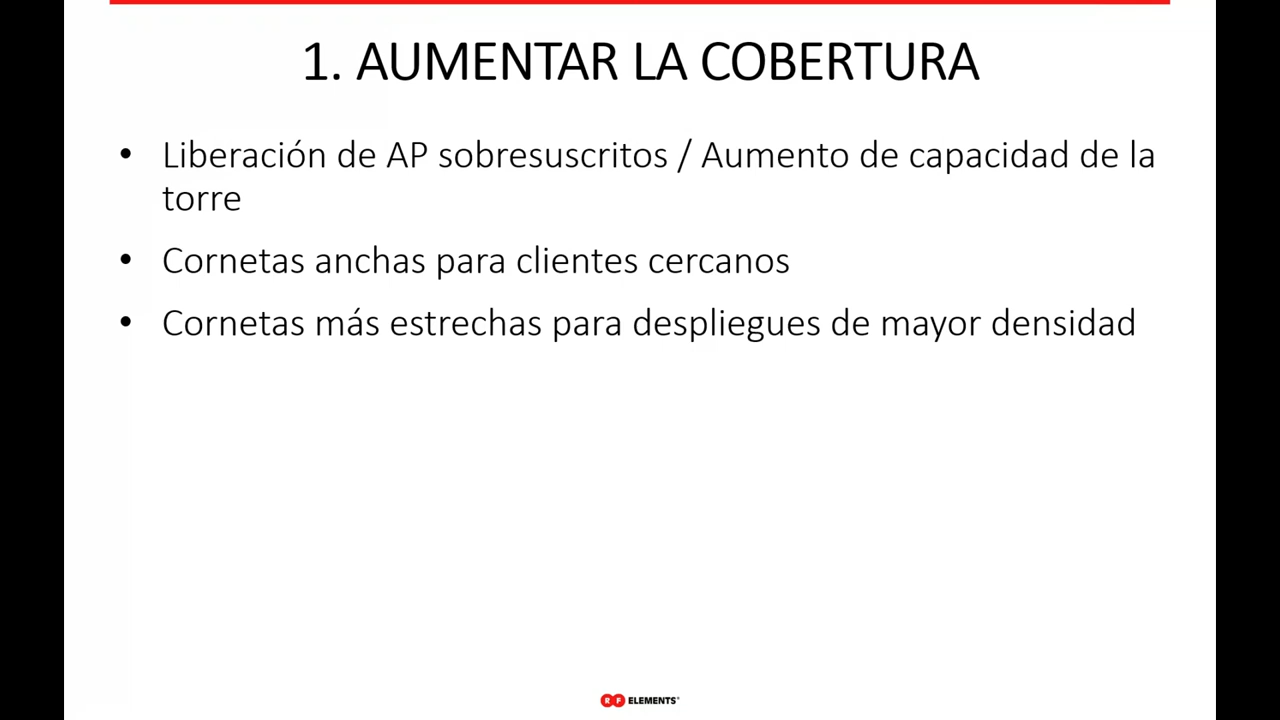 1. AUMENTAR LA COBERTURA
• Liberación de AP sobresuscritos / Aumento de capacidad de la
torre
• Cornetas anchas para clientes cercanos
• Cornetas más estrechas para despliegues de mayor densidad
RF ELEMENTS